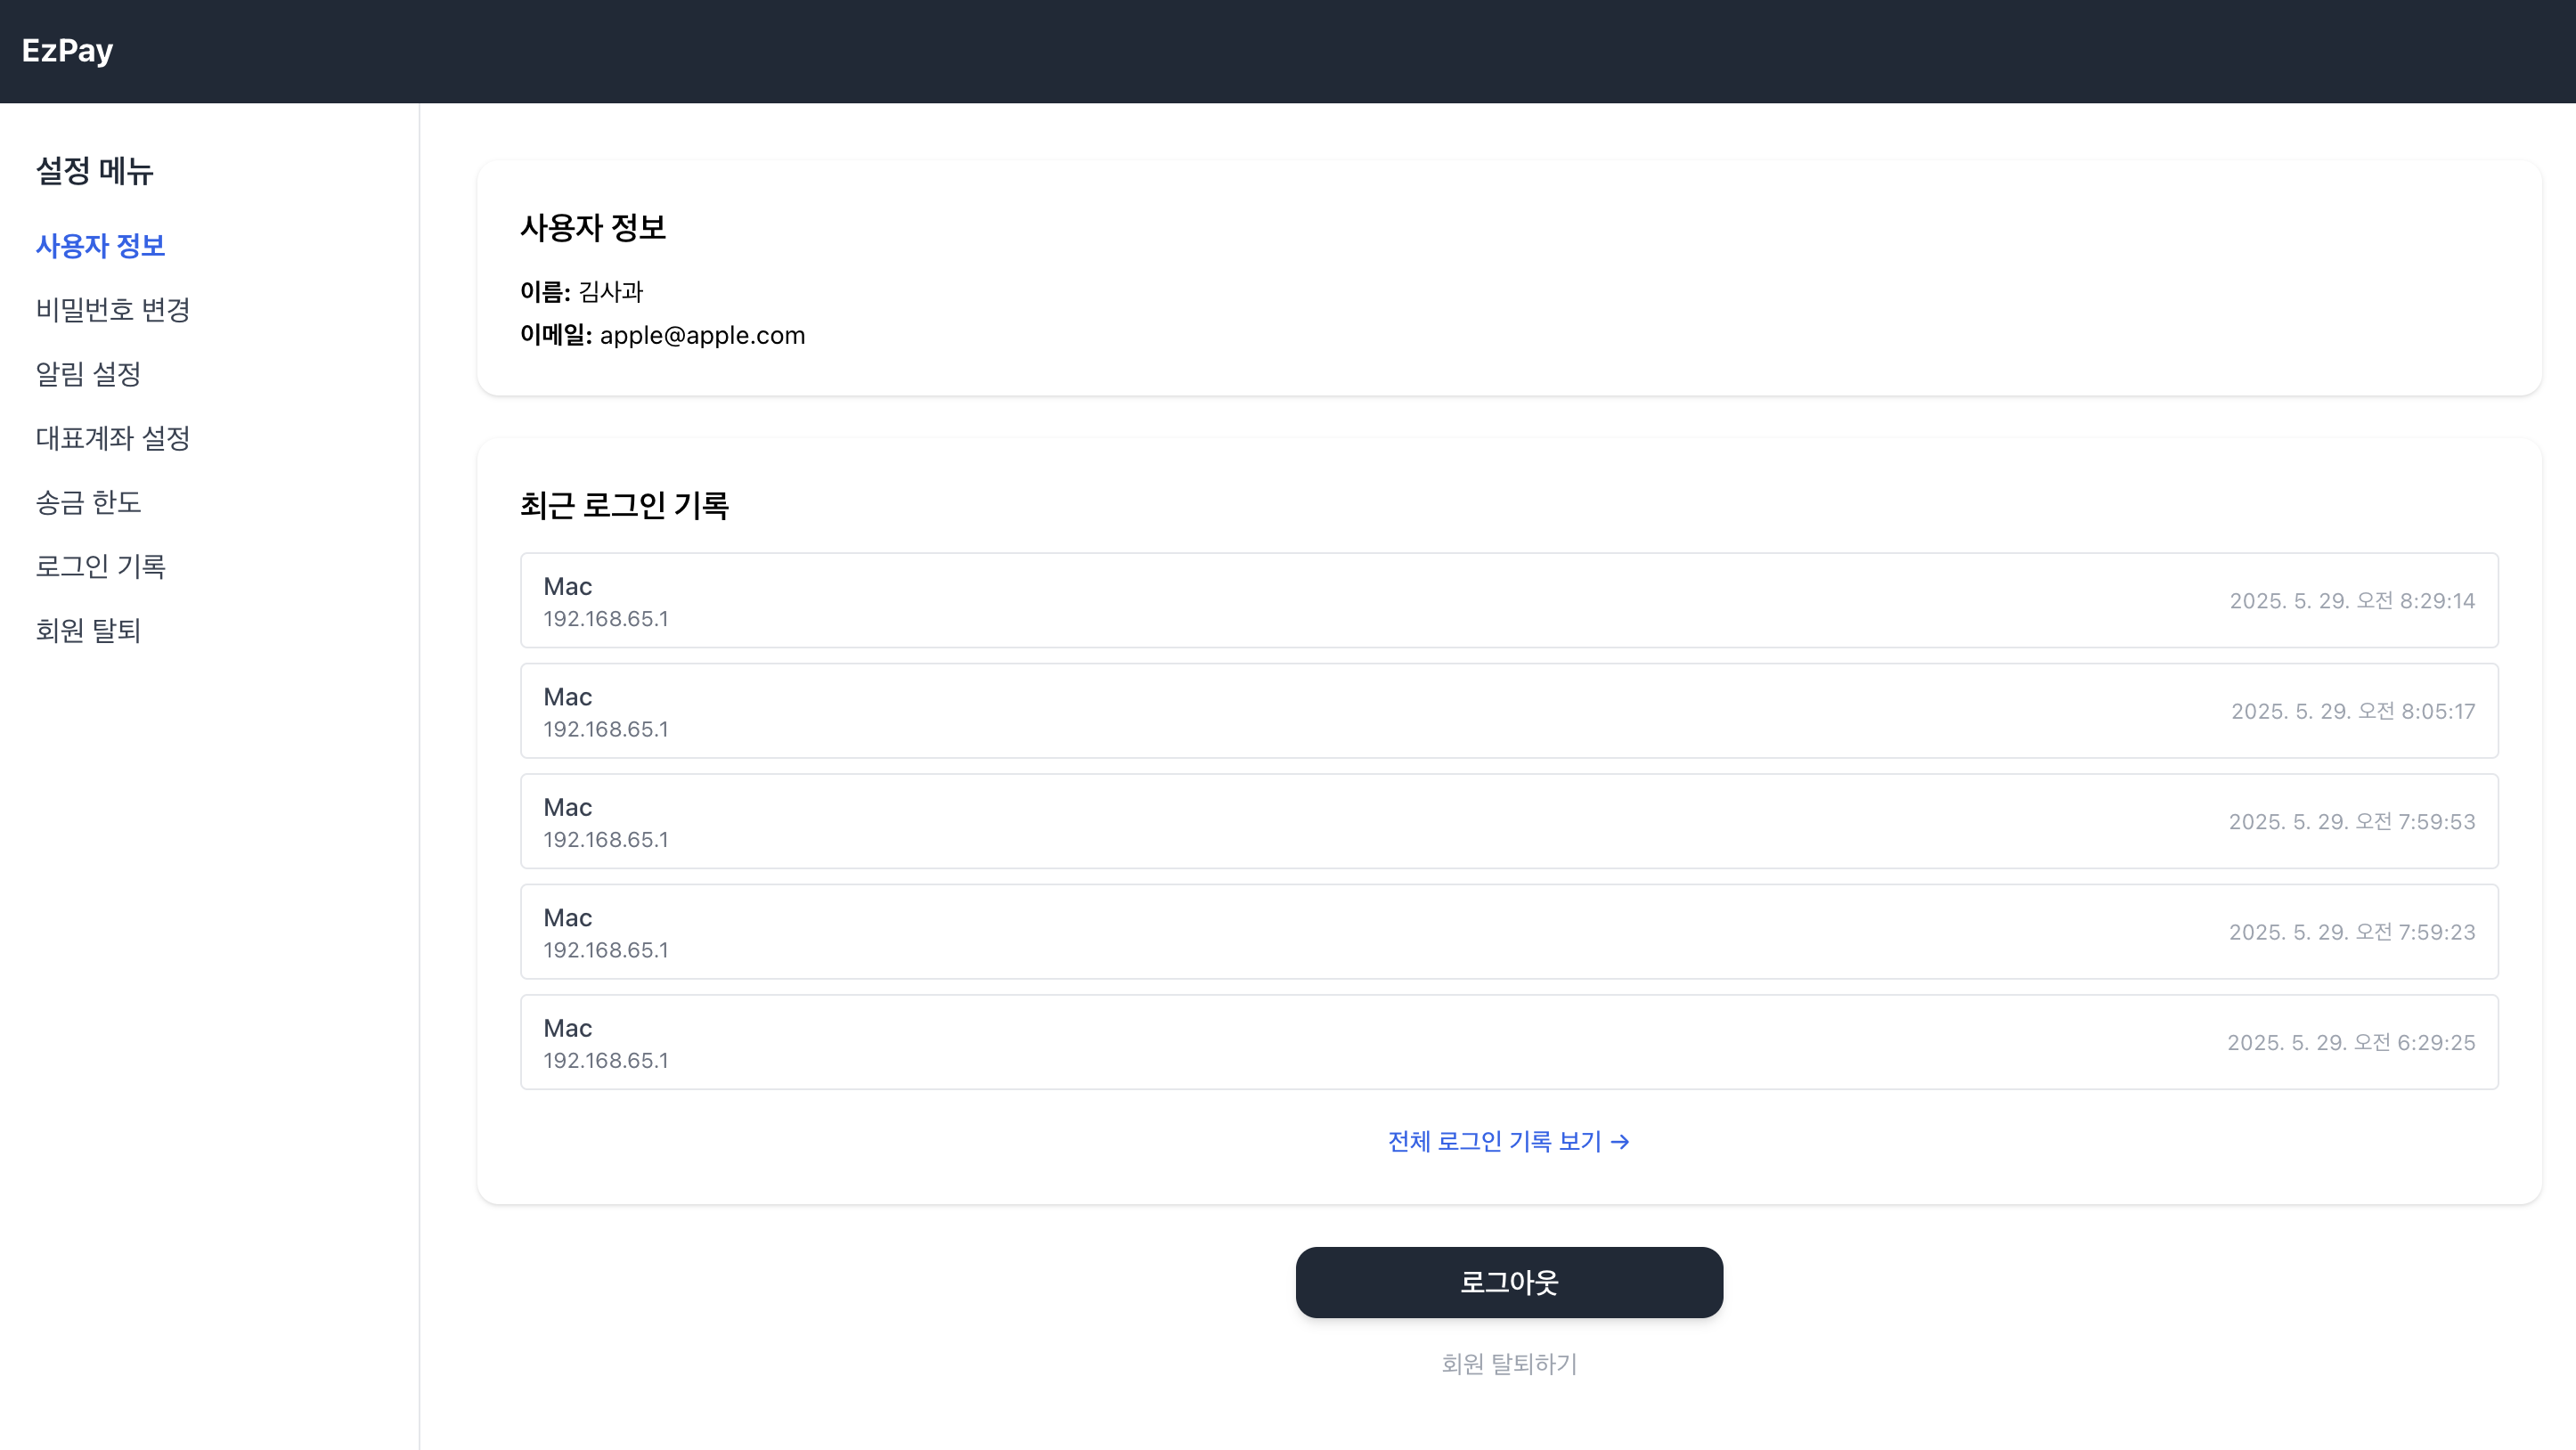 EzPay
설정 메뉴
사용자 정보
비밀번호 변경
알림 설정
대표계좌 설정
송금 한도
로그인 기록
회원 탈퇴
사용자 정보
이름: 김사과
이메일: apple@apple.com
최근 로그인 기록
Mac
192.168.65.1
2025. 5. 29. 오전 8:29:14
Mac
192.168.65.1
2025. 5. 29. 오전 8:05:17
Mac
192.168.65.1
2025. 5. 29. 오전 7:59:53
Mac
192.168.65.1
2025. 5. 29. 오전 7:59:23
Mac
192.168.65.1
2025. 5. 29. 오전 6:29:25
전체 로그인 기록 보기 →
로그아웃
회원 탈퇴하기